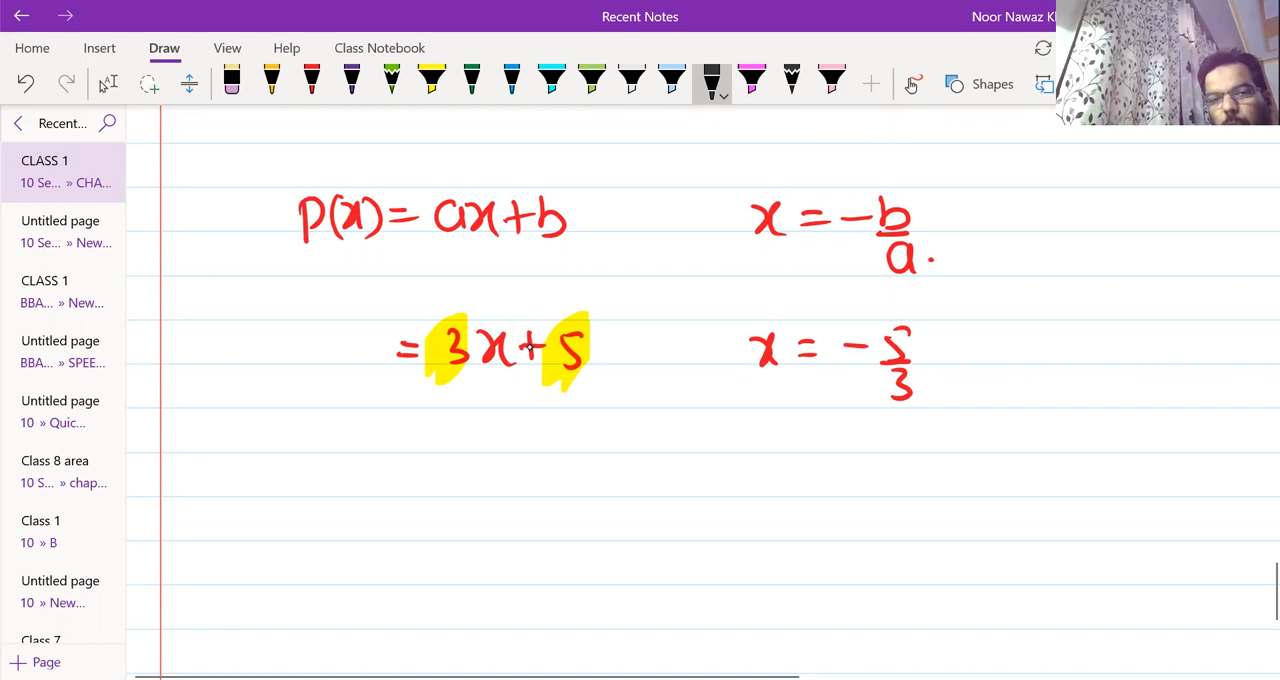 Recent Notes
Noor Nawaz K
Home Insert Draw View Help Class Notebook
Shapes
Recent...
CLASS 1
10 Se... » CHA...
Untitled page
10 Se... » New...
CLASS 1
BBA... » New...
Untitled page
BBA... » SPEE...
Untitled page
10 » Quic...
Class 8 area
10 S... » chap...
Class 1
10 » B
Untitled page
10 » New...
Class 7
+ Page
P(x) = ax+b x = -b/a.
= 3x+5 x = -5/3